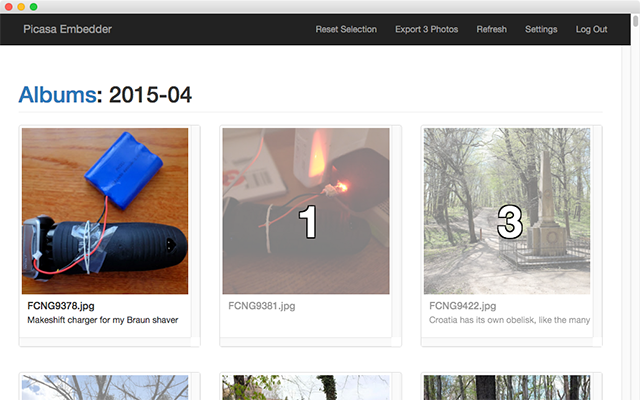 Picasa Embedder
Reset Selection
Export 3 Photos
Refresh
Settings
Log Out
Albums: 2015-04
1
3
FCNG9378.jpg
Makeshift charger for my Braun shaver
FCNG9381.jpg
FCNG9422.jpg
Croatia has its own obelisk, like the many